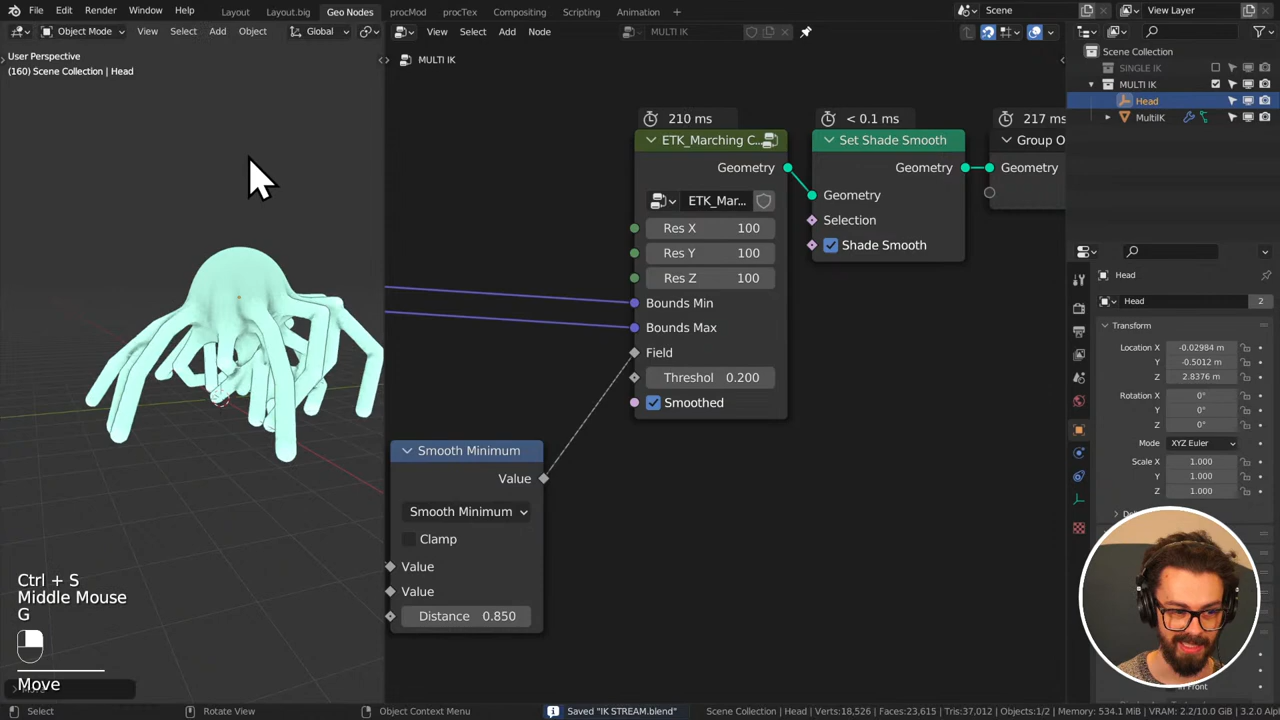 File Edit Render Window Help Layout Layout.big Geo Nodes procMod procTex Compositing Scripting Animation + Scene View Layer
Object Mode View Select Add Object Global View Select Add Node MULTI IK
User Perspective
(160) Scene Collection | Head
MULTI IK
210 ms
ETK_Marching C...
Geometry
ETK_Mar...
Res X 100
Res Y 100
Res Z 100
Bounds Min
Bounds Max
Field
Threshol 0.200
Smoothed
< 0.1 ms
Set Shade Smooth
Geometry
Geometry
Selection
Shade Smooth
217 ms
Group O
Geometry
Smooth Minimum
Value
Smooth Minimum
Clamp
Value
Value
Distance 0.850
Scene Collection
SINGLE IK
MULTI IK
Head
MultiIK
Head
Head 2
Transform
Location X -0.02984 m
Y -0.5012 m
Z 2.8376 m
Rotation X 0°
Y 0°
Z 0°
Mode XYZ Euler
Scale X 1.000
Y 1.000
Z 1.000
In Front
Ctrl + S
Middle Mouse
G
Move
Select Rotate View Object Context Menu Saved "IK STREAM.blend" Scene Collection | Head | Verts:18,526 | Faces:23,615 | Tris:37,012 | Objects:1/2 | Memory: 534.1 MiB | VRAM: 2.2/10.0 GiB | 3.2.0 Alp